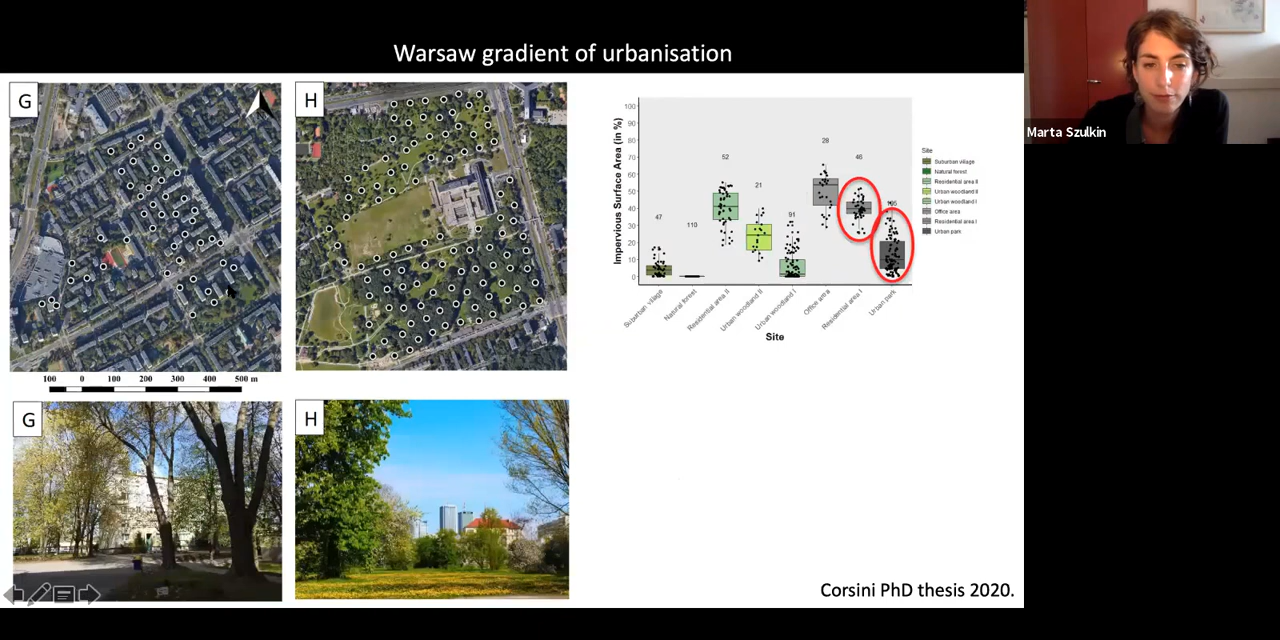 Warsaw gradient of urbanisation
G
H
Marta Szulkin
100 0 100 200 300 400 500 m
G
H
Impervious Surface Area (in %)
100
90
80
70
60
50
40
30
20
10
0
47
110
52
21
91
28
46
Suburban village
Natural forest
Residential area II
Urban woodland II
Urban woodland I
Office area
Residential area I
Urban park
Site
Site
Suburban village
Natural forest
Residential area II
Urban woodland II
Urban woodland I
Office area
Residential area I
Urban park
Corsini PhD thesis 2020.